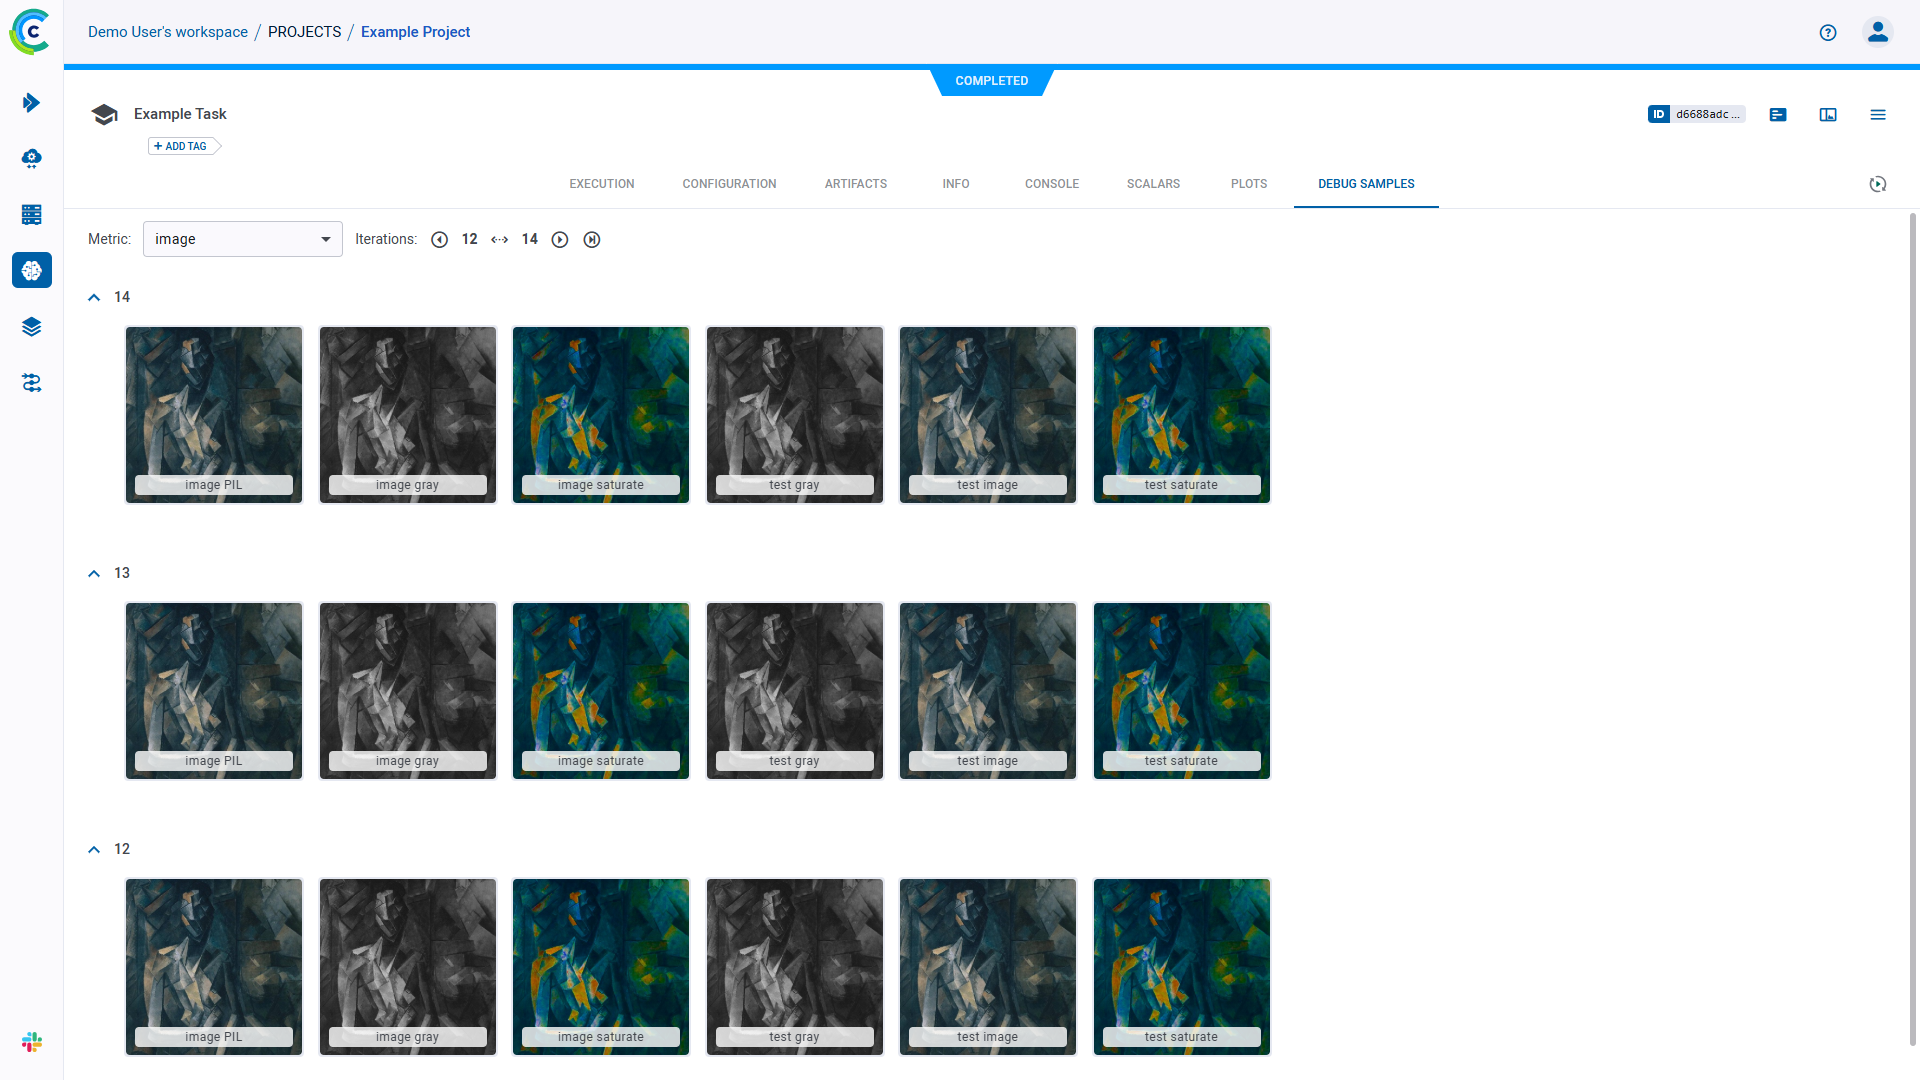 Demo User's workspace / PROJECTS / Example Project
COMPLETED
Example Task
ID d6688adc ...
+ ADD TAG
EXECUTION CONFIGURATION ARTIFACTS INFO CONSOLE SCALARS PLOTS DEBUG SAMPLES
Metric: image Iterations: 12 14
14
image PIL image gray image saturate test gray test image test saturate
13
image PIL image gray image saturate test gray test image test saturate
12
image PIL image gray image saturate test gray test image test saturate